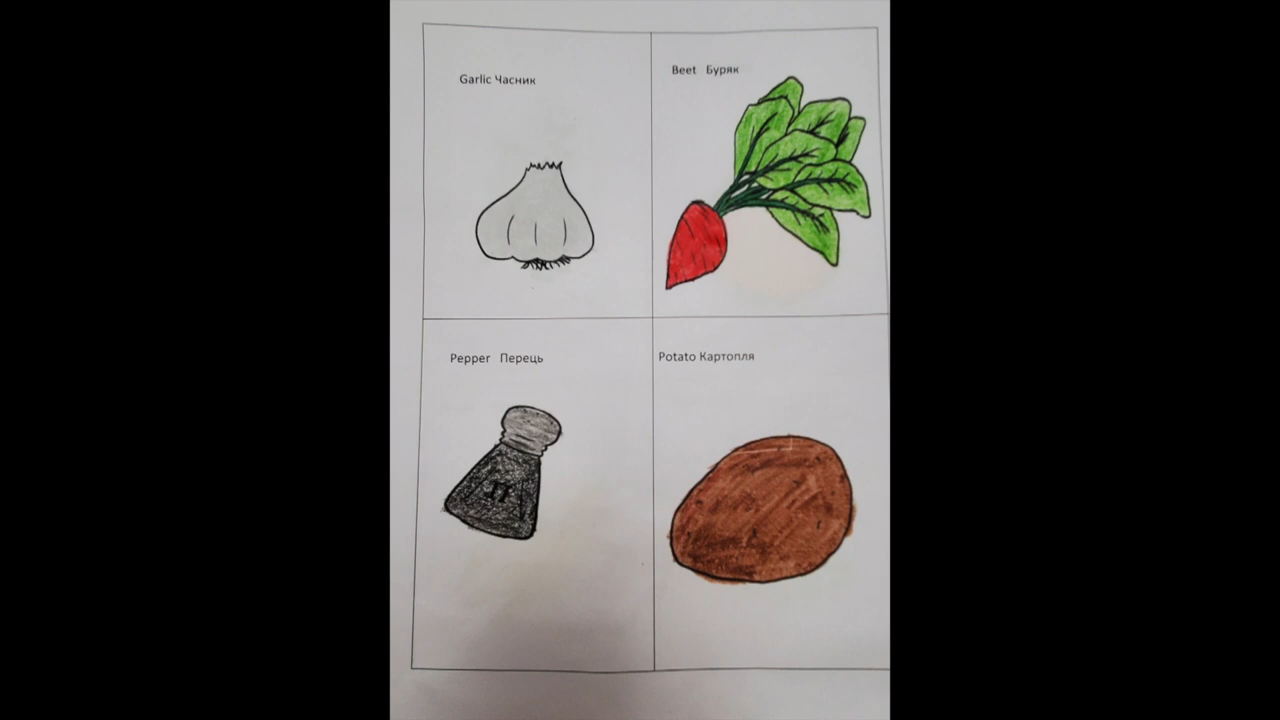 Garlic Часник
Beet Буряк
Pepper Перець
П
Potato Картопля